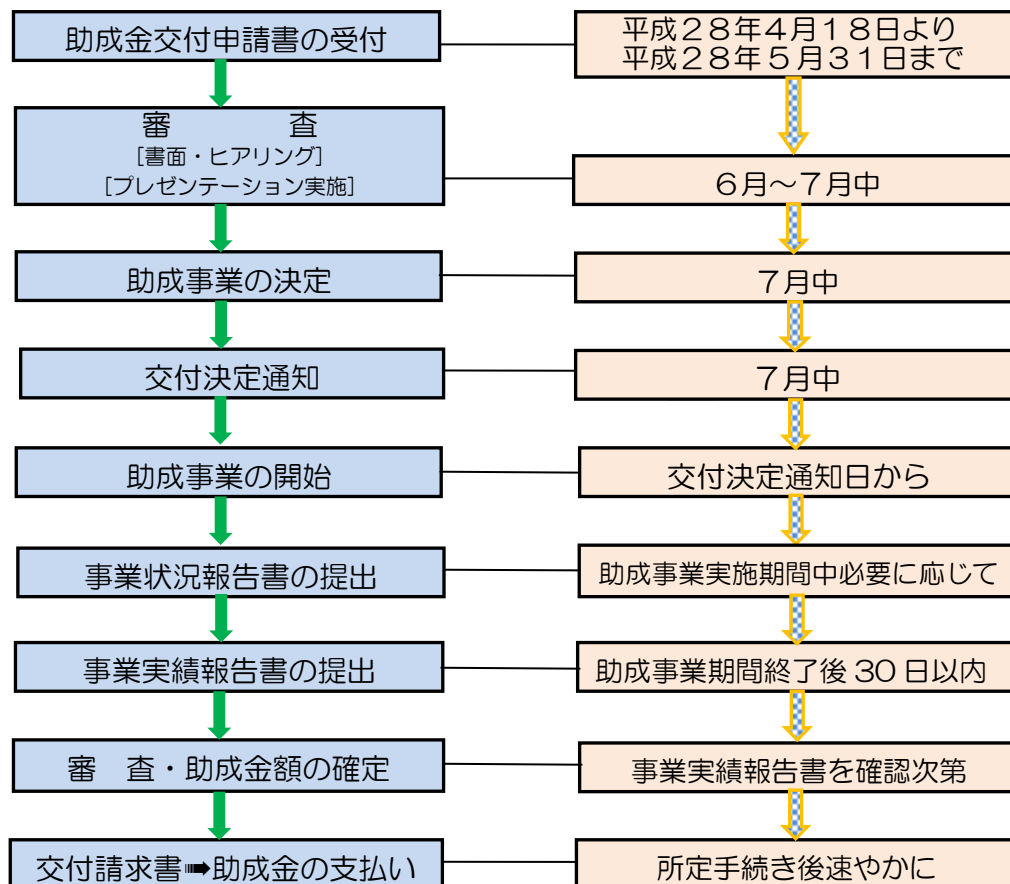 助成金交付申請書の受付
平成２８年４月１８日より
平成２８年５月３１日まで
審　　　　査
[書面・ヒアリング]
[プレゼンテーション実施]
６月～７月中
助成事業の決定
７月中
交付決定通知
７月中
助成事業の開始
交付決定通知日から
事業状況報告書の提出
助成事業実施期間中必要に応じて
事業実績報告書の提出
助成事業期間終了後 30 日以内
審　査・助成金額の確定
事業実績報告書を確認次第
交付請求書➠助成金の支払い
所定手続き後速やかに